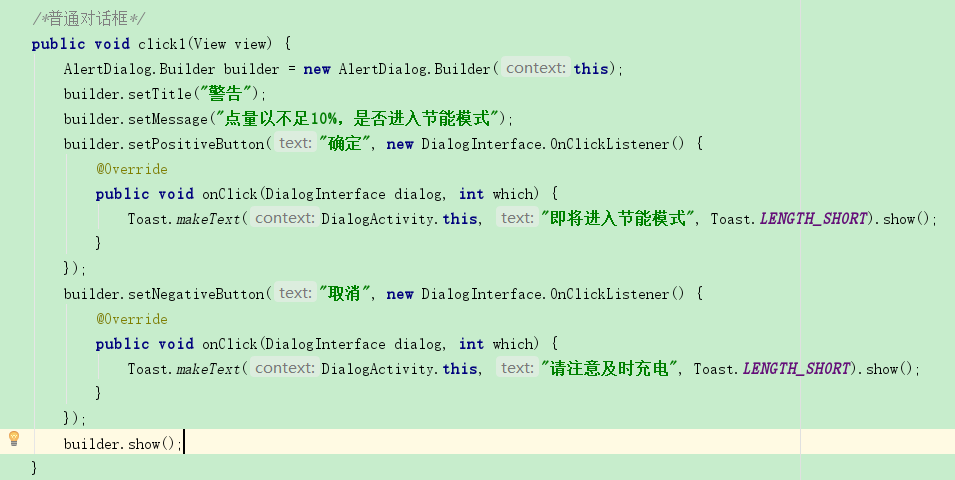 /*普通对话框*/
public void click1(View view) {
AlertDialog.Builder builder = new AlertDialog.Builder( context: this);
builder.setTitle("警告");
builder.setMessage("点量以不足10%，是否进入节能模式");
builder.setPositiveButton( text: "确定", new DialogInterface.OnClickListener() {
@Override
public void onClick(DialogInterface dialog, int which) {
Toast.makeText( context: DialogActivity.this, text: "即将进入节能模式", Toast.LENGTH_SHORT).show();
}
});
builder.setNegativeButton( text: "取消", new DialogInterface.OnClickListener() {
@Override
public void onClick(DialogInterface dialog, int which) {
Toast.makeText( context: DialogActivity.this, text: "请注意及时充电", Toast.LENGTH_SHORT).show();
}
});
builder.show();
}